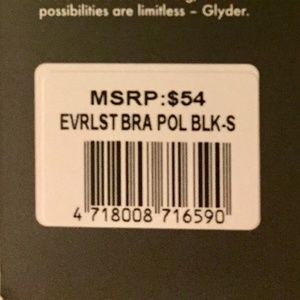 possibilities are limitless – Glyder.
MSRP:$54
EVRLST BRA POL BLK-S
4 718008 716590